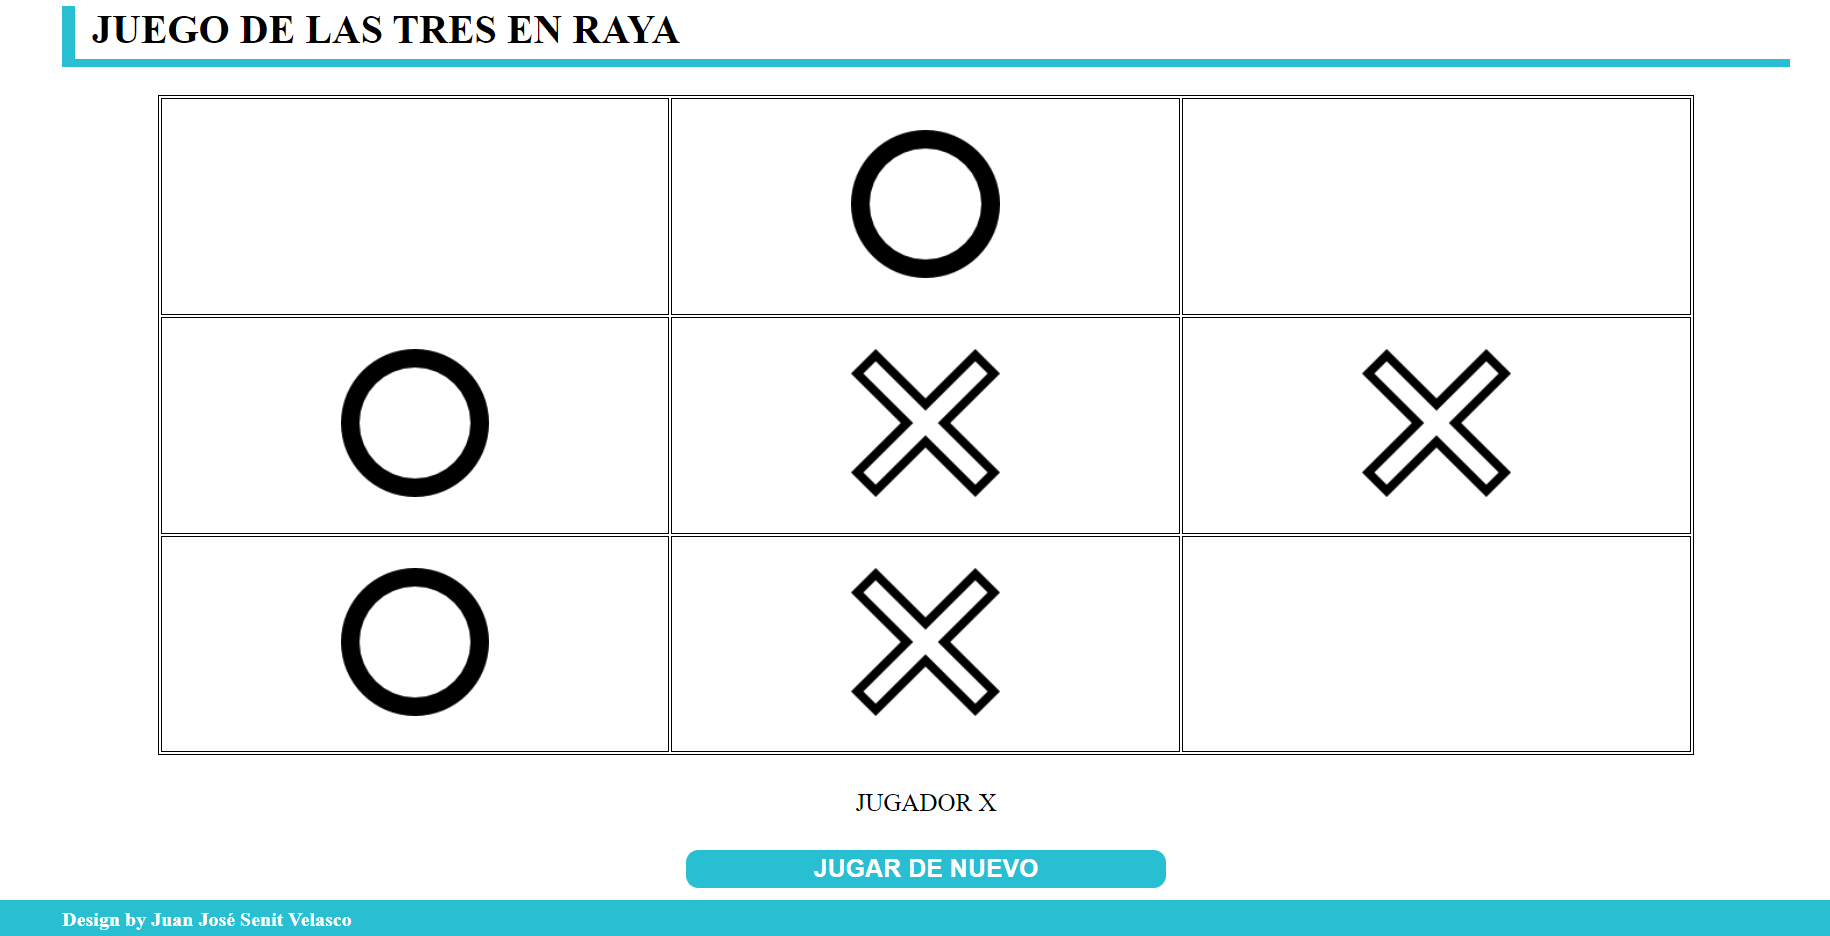 JUEGO DE LAS TRES EN RAYA
JUGADOR X
JUGAR DE NUEVO
Design by Juan José Senit Velasco